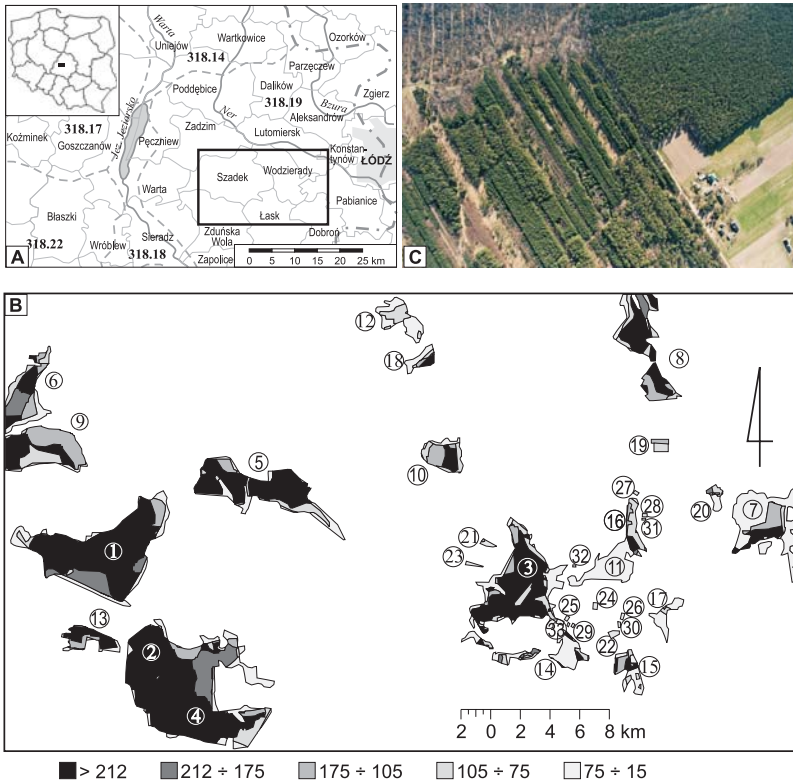 Warta
Ozorków
Wartkowice
Uniejów
318.14
Parzęczew
Poddębice
Dalików
318.19
Bzura
Zgierz
Ner
Aleksandrów
Koźminek
318.17
Goszczanów
Jez. Jeziorsko
Pęczniew
Zadzim
Lutomiersk
Konstan-
tynów
ŁÓDŹ
Szadek
Wodzierady
Warta
Pabianice
Błaszki
Łask
318.22
Wróblew
Sieradz
318.18
Zduńska
Wola
Dobroń
Zapolice
0 5 10 15 20 25 km
A
C
B
12
18
8
6
9
5
10
19
27
28
20
7
16
31
1
21
23
3
32
11
13
25
24
26
17
33
29
30
2
22
14
15
4
2 0 2 4 6 8 km
> 212 212 ÷ 175 175 ÷ 105 105 ÷ 75 75 ÷ 15